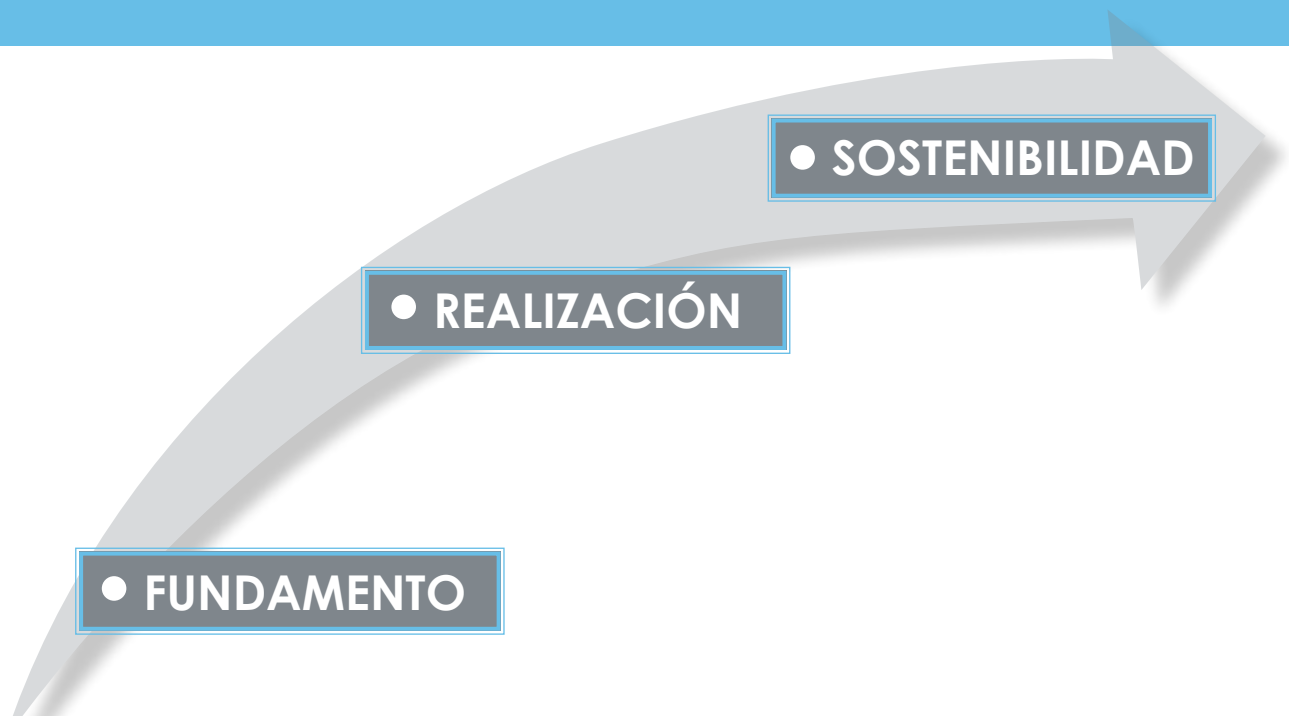 ● SOSTENIBILIDAD
● REALIZACIÓN
● FUNDAMENTO